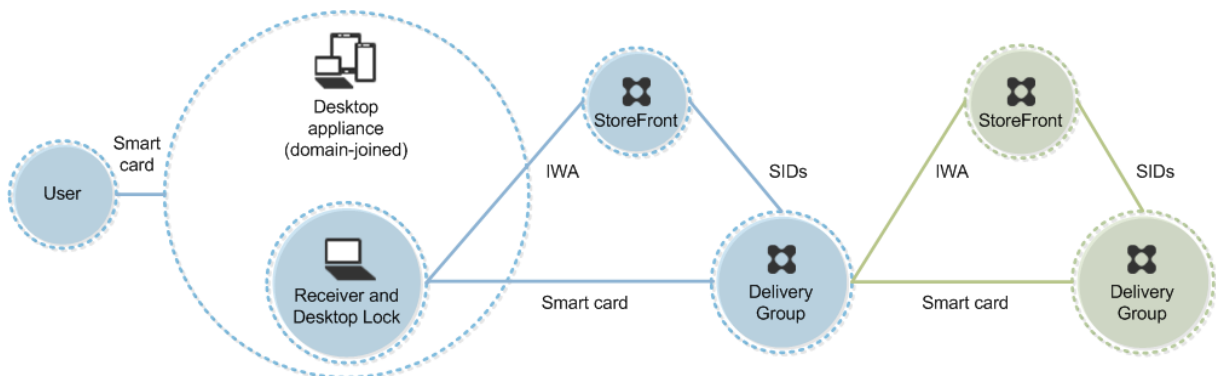 User
Smart
card
Desktop
appliance
(domain-joined)
Receiver and
Desktop Lock
IWA
StoreFront
SIDs
Smart card
Delivery
Group
IWA
StoreFront
SIDs
Smart card
Delivery
Group